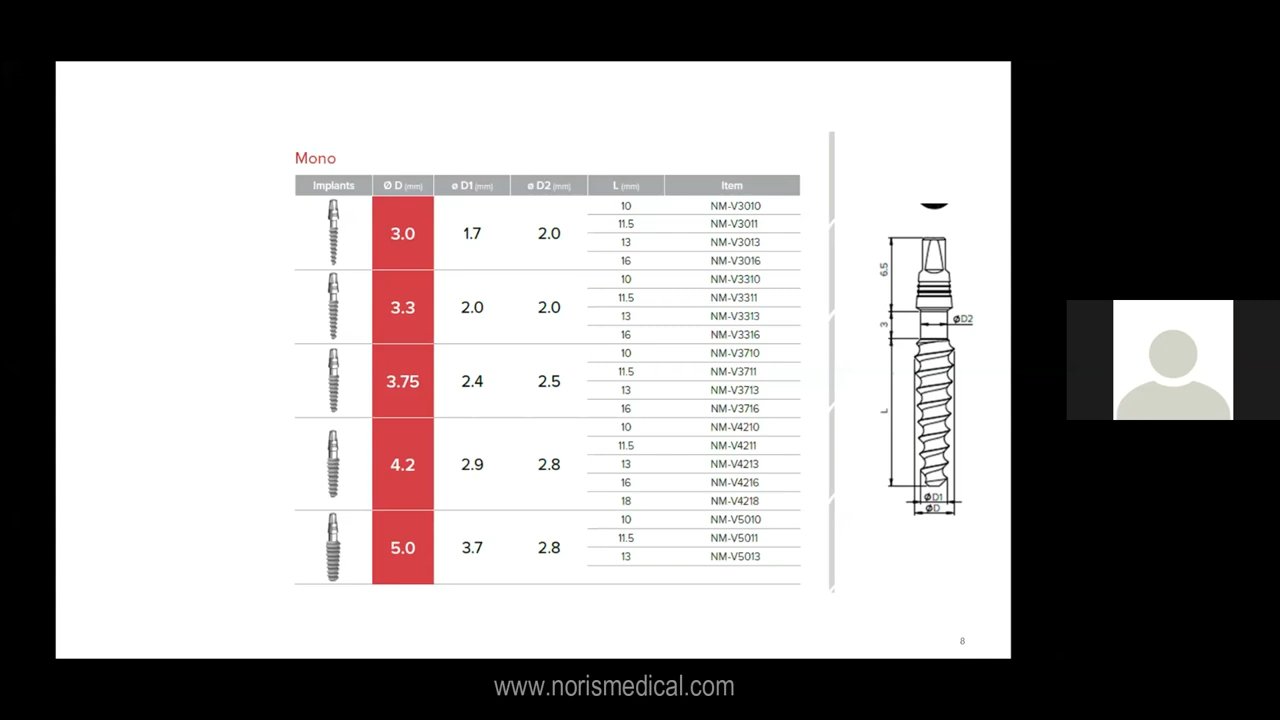 Mono
Implants Ø D (mm) ø D1 (mm) ø D2 (mm) L (mm) Item
3.0 1.7 2.0
10 NM-V3010
11.5 NM-V3011
13 NM-V3013
16 NM-V3016
3.3 2.0 2.0
10 NM-V3310
11.5 NM-V3311
13 NM-V3313
16 NM-V3316
3.75 2.4 2.5
10 NM-V3710
11.5 NM-V3711
13 NM-V3713
16 NM-V3716
4.2 2.9 2.8
10 NM-V4210
11.5 NM-V4211
13 NM-V4213
16 NM-V4216
18 NM-V4218
5.0 3.7 2.8
10 NM-V5010
11.5 NM-V5011
13 NM-V5013
6.5
3
ØD2
L
ØD1
ØD
8
www.norismedical.com